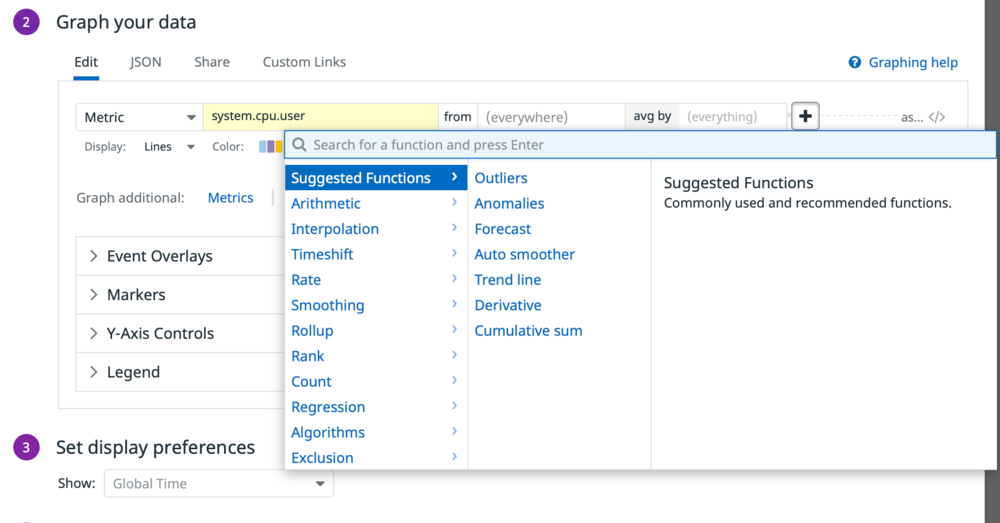 2 Graph your data
Edit JSON Share Custom Links ? Graphing help
Metric system.cpu.user from (everywhere) avg by (everything) + as... </>
Display: Lines Color:
Search for a function and press Enter
Graph additional: Metrics
Event Overlays
Markers
Y-Axis Controls
Legend
Suggested Functions
Arithmetic
Interpolation
Timeshift
Rate
Smoothing
Rollup
Rank
Count
Regression
Algorithms
Exclusion
Outliers
Anomalies
Forecast
Auto smoother
Trend line
Derivative
Cumulative sum
Suggested Functions
Commonly used and recommended functions.
3 Set display preferences
Show: Global Time